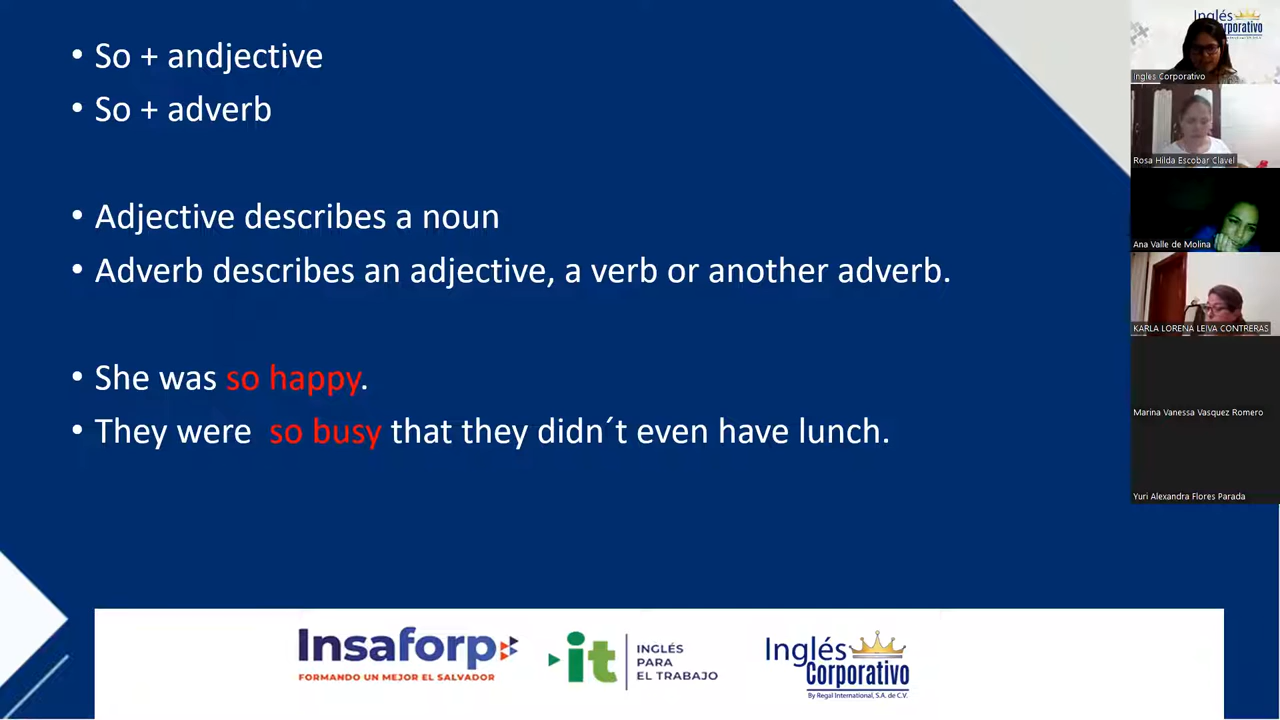 • So + andjective
• So + adverb
• Adjective describes a noun
• Adverb describes an adjective, a verb or another adverb.
• She was so happy.
• They were  so busy that they didn´t even have lunch.
Insaforp
FORMANDO UN MEJOR EL SALVADOR
it
INGLÉS
PARA
EL TRABAJO
Inglés
Corporativo
By Regal International, S.A. de C.V.
Inglés
Ingles Corporativo
Rosa Hilda Escobar Clavel
Ana Valle de Molina
KARLA LORENA LEIVA CONTRERAS
Marina Vanessa Vasquez Romero
Yuri Alexandra Flores Parada